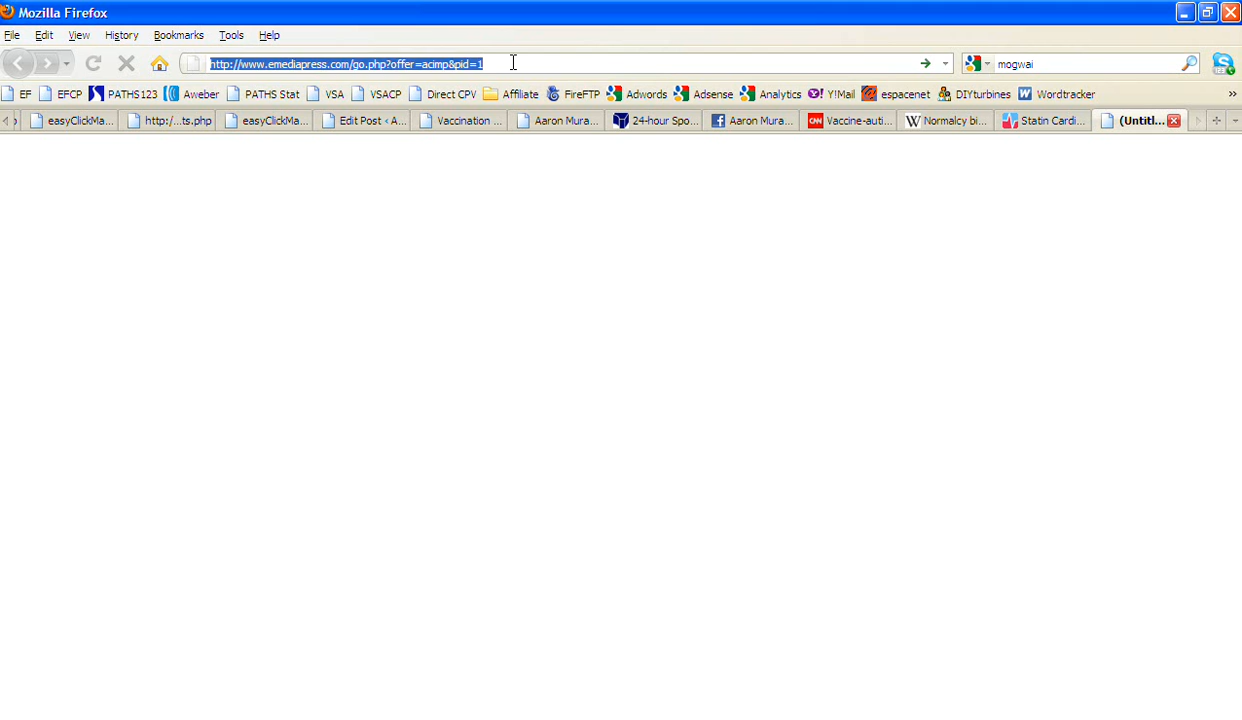 Mozilla Firefox
File Edit View History Bookmarks Tools Help
http://www.emediapress.com/go.php?offer=acimp&pid=1 mogwai
EF EFCP PATHS123 Aweber PATHS Stat VSA VSACP Direct CPV Affiliate FireFTP Adwords Adsense Analytics Y!Mail espacenet DIYturbines Wordtracker »
easyClickMa... http:/...ts.php easyClickMa... Edit Post ‹ A... Vaccination ... Aaron Mura... 24-hour Spo... Aaron Mura... CNN Vaccine-auti... W Normalcy bi... Statin Cardi... (Untitl...